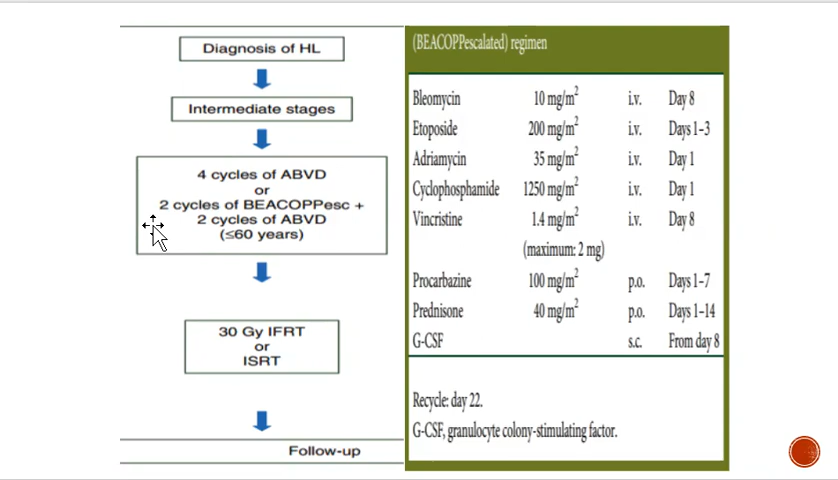 Diagnosis of HL
Intermediate stages
4 cycles of ABVD
or
2 cycles of BEACOPPesc +
2 cycles of ABVD
(≤60 years)
30 Gy IFRT
or
ISRT
Follow-up
(BEACOPPescalated) regimen
Bleomycin 10 mg/m² i.v. Day 8
Etoposide 200 mg/m² i.v. Days 1–3
Adriamycin 35 mg/m² i.v. Day 1
Cyclophosphamide 1250 mg/m² i.v. Day 1
Vincristine 1.4 mg/m² i.v. Day 8
(maximum: 2 mg)
Procarbazine 100 mg/m² p.o. Days 1–7
Prednisone 40 mg/m² p.o. Days 1–14
G-CSF s.c. From day 8
Recycle: day 22.
G-CSF, granulocyte colony-stimulating factor.